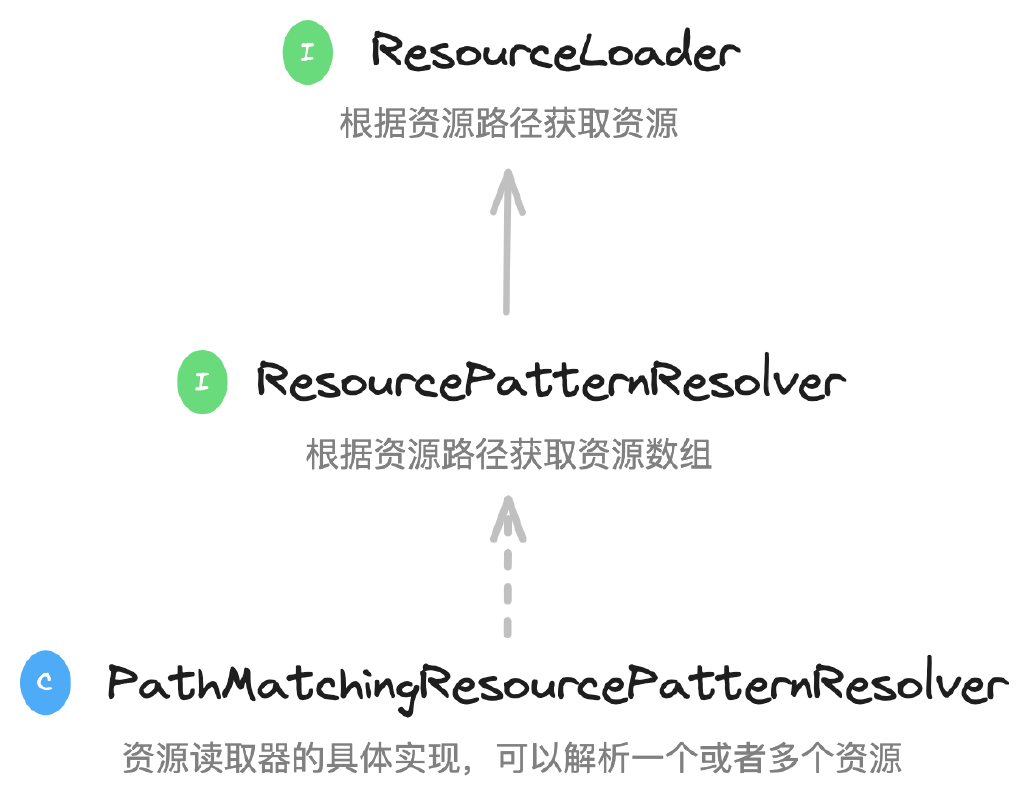 I ResourceLoader
根据资源路径获取资源
I ResourcePatternResolver
根据资源路径获取资源数组
C PathMatchingResourcePatternResolver
资源读取器的具体实现，可以解析一个或者多个资源